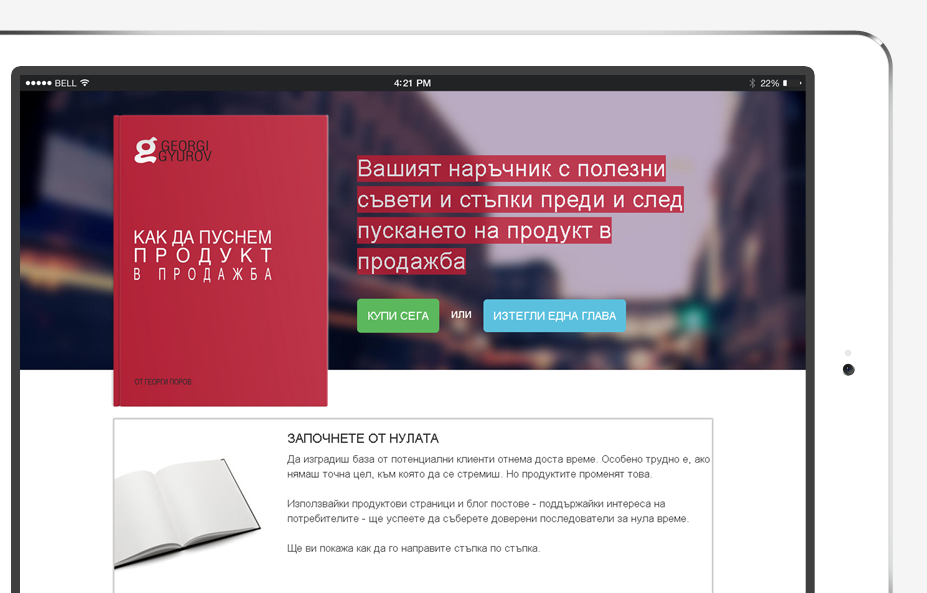 BELL
4:21 PM
22%
GEORGI
GYUROV
КАК ДА ПУСНЕМ
ПРОДУКТ
В ПРОДАЖБА
ОТ ГЕОРГИ ГЮРОВ
Вашият наръчник с полезни
съвети и стъпки преди и след
пускането на продукт в
продажба
КУПИ СЕГА
ИЛИ
ИЗТЕГЛИ ЕДНА ГЛАВА
ЗАПОЧНЕТЕ ОТ НУЛАТА
Да изградиш база от потенциални клиенти отнема доста време. Особено трудно е, ако
нямаш точна цел, към която да се стремиш. Но продуктите променят това.
Използвайки продуктови страници и блог постове - поддържайки интереса на
потребителите - ще успеете да съберете доверени последователи за нула време.
Ще ви покажа как да го направите стъпка по стъпка.